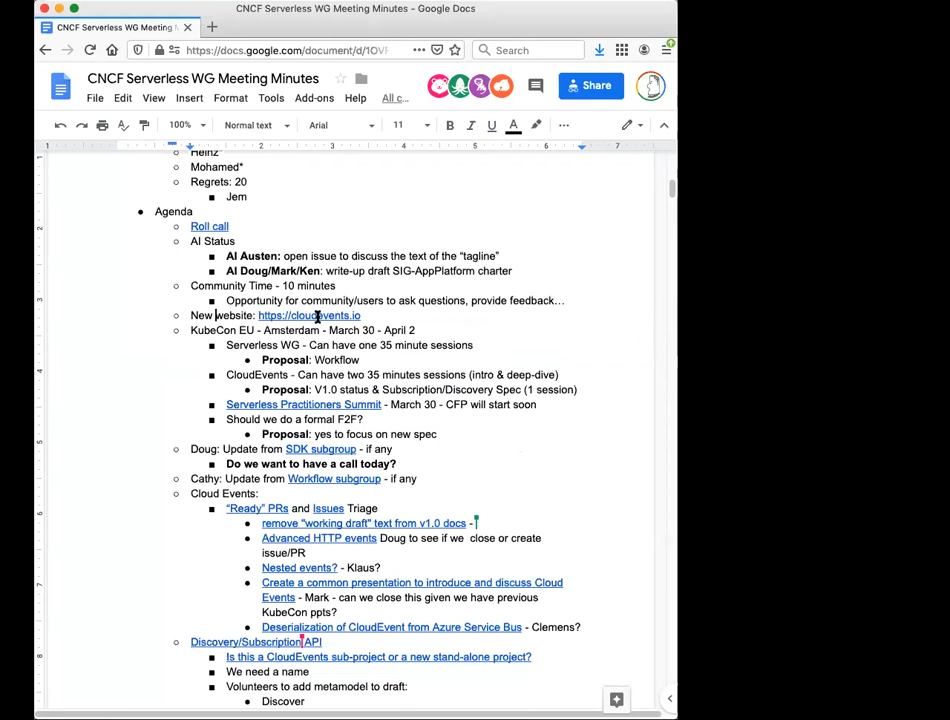 CNCF Serverless WG Meeting Minutes - Google Docs
CNCF Serverless WG Meeting Minutes
https://docs.google.com/document/d/1OVF
Search
CNCF Serverless WG Meeting Minutes
Share
File Edit View Insert Format Tools Add-ons Help All c...
100% Normal text Arial 11 B I U A
1 1 2 3 4 5 6 7
Heinz*
Mohamed*
Regrets: 20
Jem
Agenda
Roll call
AI Status
AI Austen: open issue to discuss the text of the “tagline”
AI Doug/Mark/Ken: write-up draft SIG-AppPlatform charter
Community Time - 10 minutes
Opportunity for community/users to ask questions, provide feedback…
New website: https://cloudevents.io
KubeCon EU - Amsterdam - March 30 - April 2
Serverless WG - Can have one 35 minute sessions
Proposal: Workflow
CloudEvents - Can have two 35 minutes sessions (intro & deep-dive)
Proposal: V1.0 status & Subscription/Discovery Spec (1 session)
Serverless Practitioners Summit - March 30 - CFP will start soon
Should we do a formal F2F?
Proposal: yes to focus on new spec
Doug: Update from SDK subgroup - if any
Do we want to have a call today?
Cathy: Update from Workflow subgroup - if any
Cloud Events:
“Ready” PRs and Issues Triage
remove "working draft" text from v1.0 docs -
Advanced HTTP events Doug to see if we close or create
issue/PR
Nested events? - Klaus?
Create a common presentation to introduce and discuss Cloud
Events - Mark - can we close this given we have previous
KubeCon ppts?
Deserialization of CloudEvent from Azure Service Bus - Clemens?
Discovery/Subscription API
Is this a CloudEvents sub-project or a new stand-alone project?
We need a name
Volunteers to add metamodel to draft:
Discover